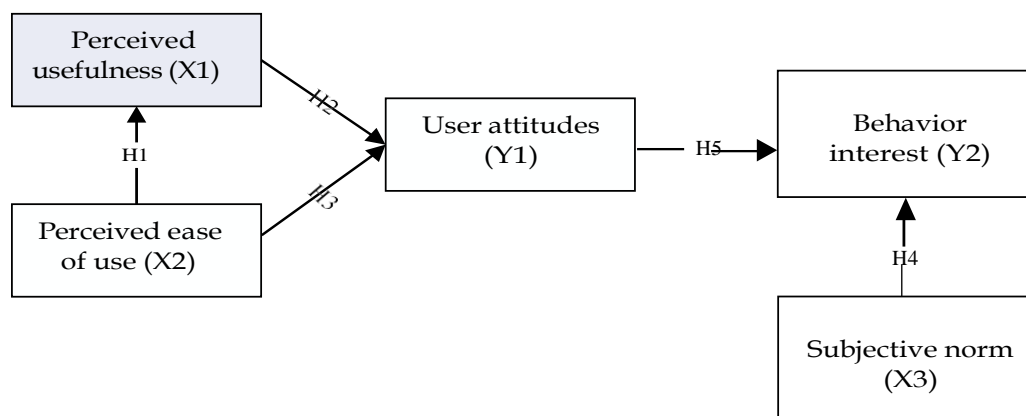 Perceived
usefulness (X1)
H2
User attitudes
(Y1)
H5
Behavior
interest (Y2)
H1
H3
Perceived ease
of use (X2)
H4
Subjective norm
(X3)